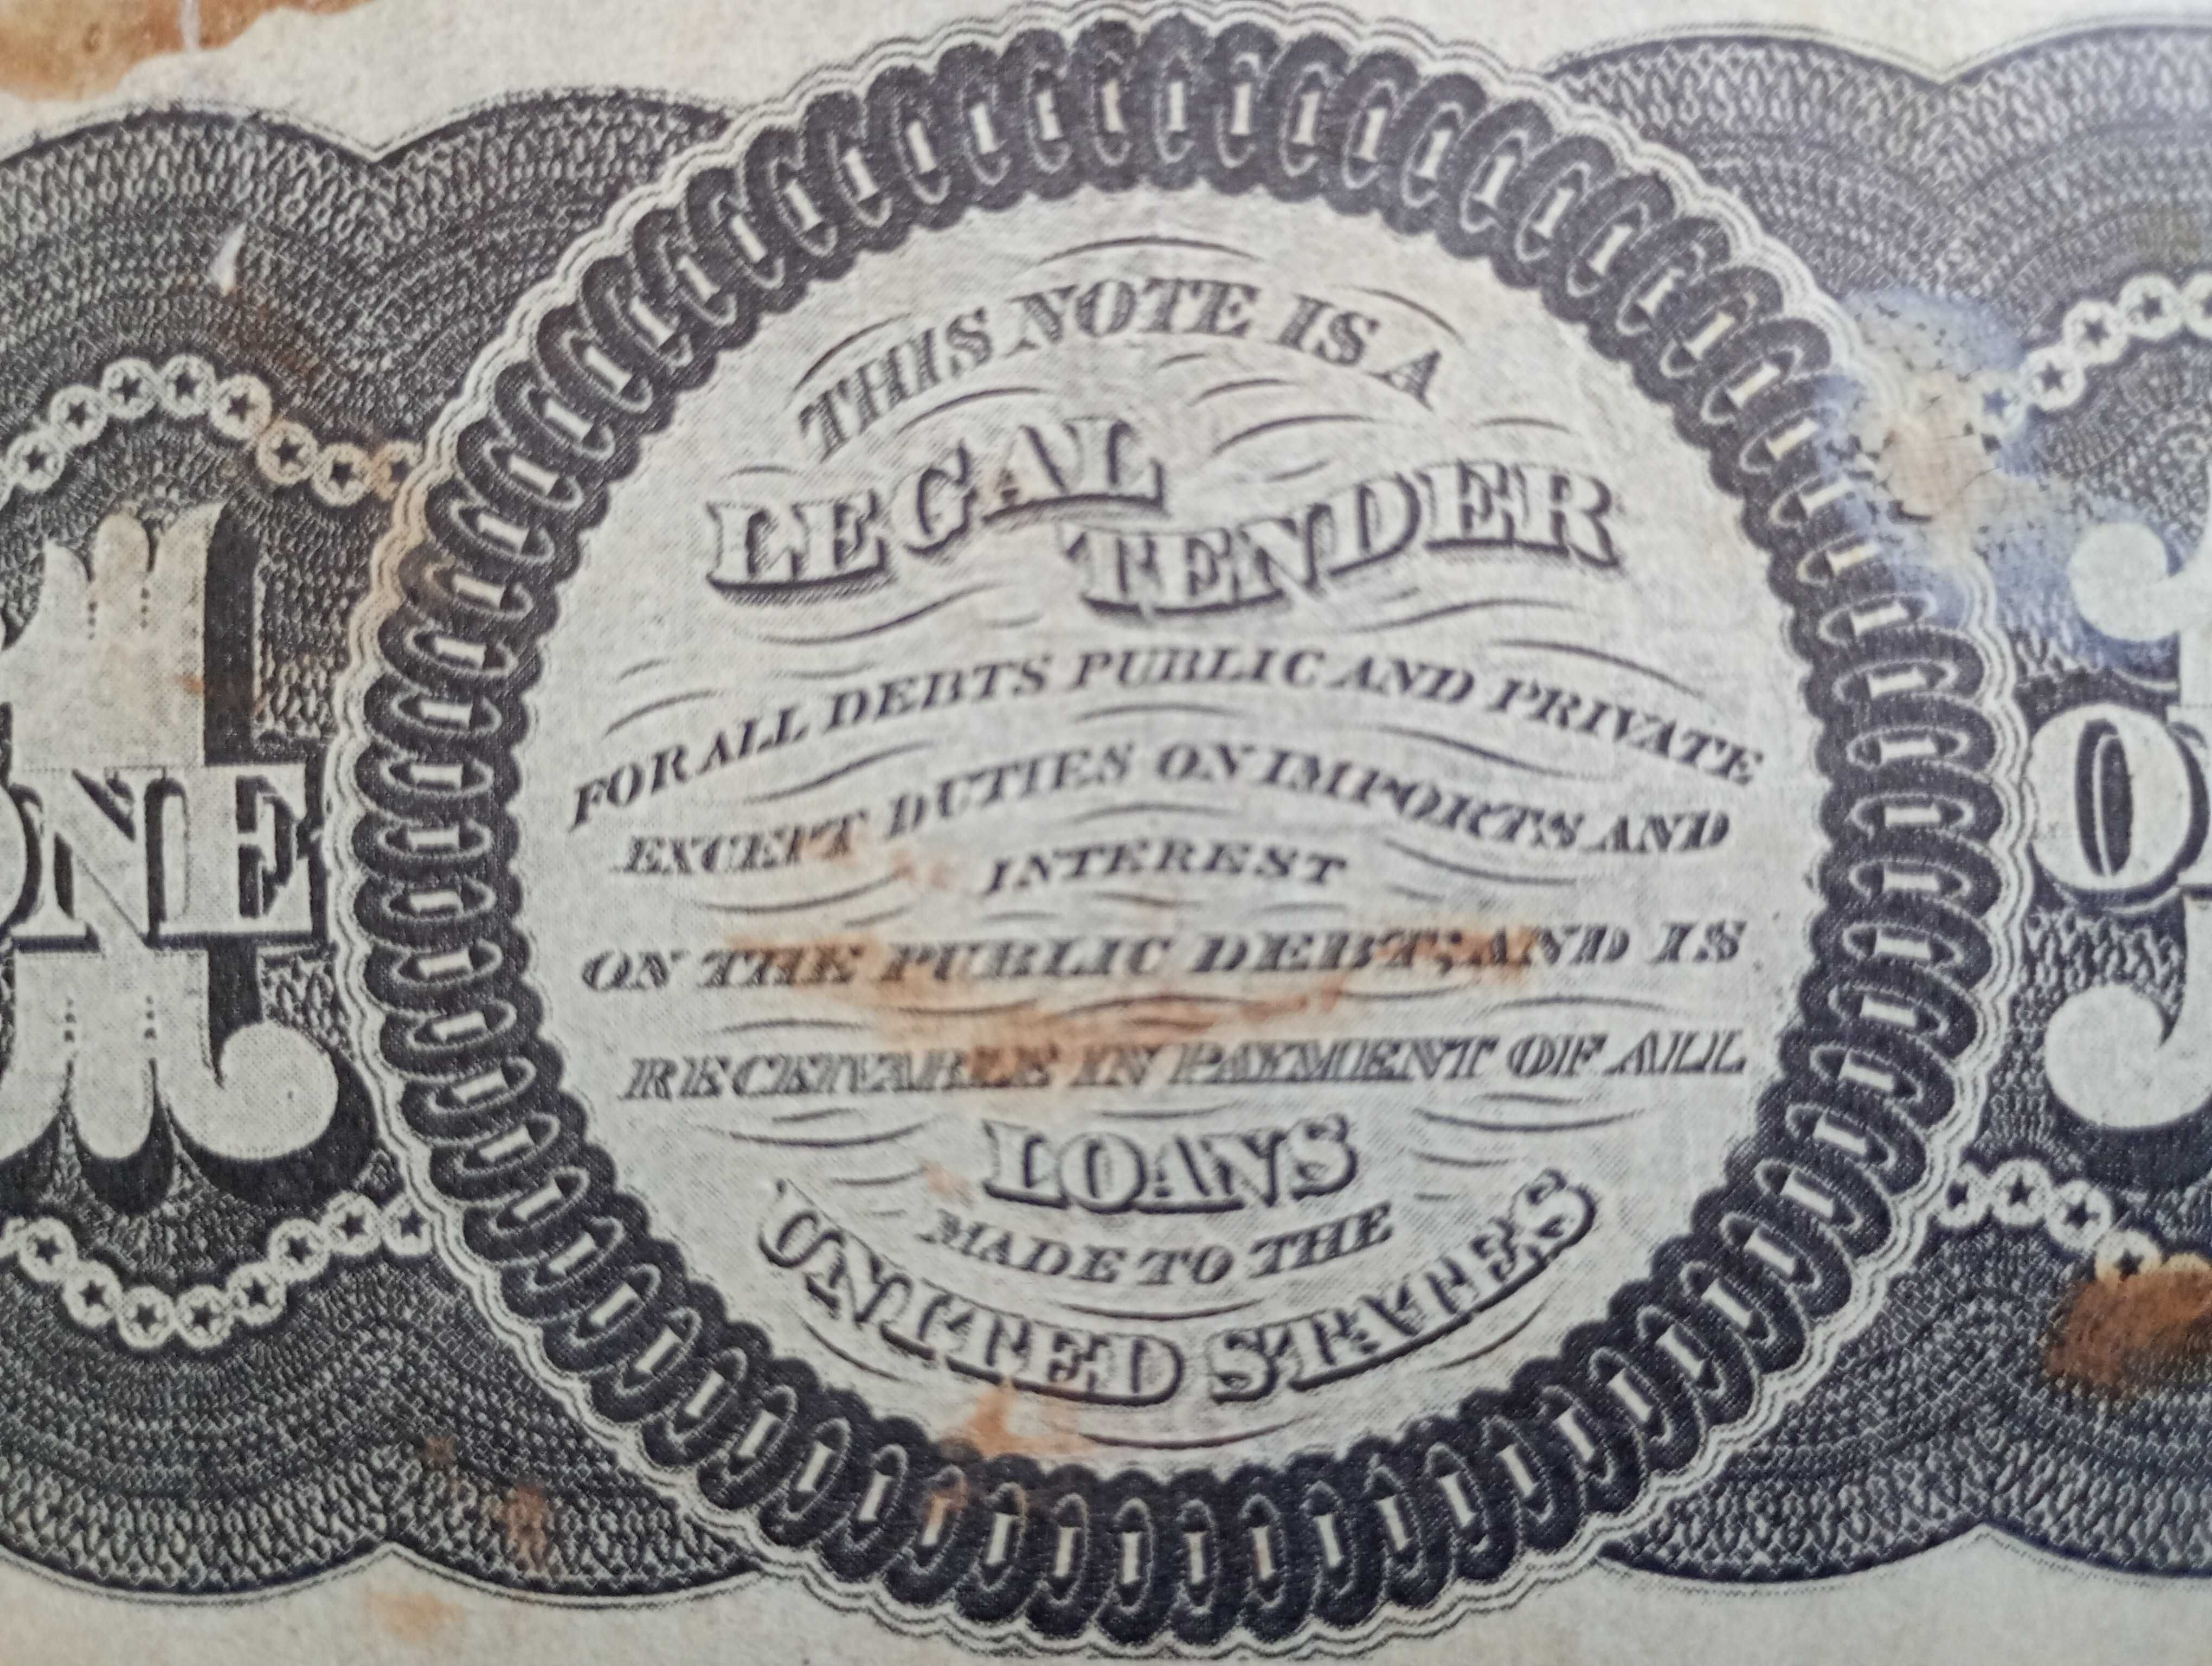 THIS NOTE IS A
LEGAL
TENDER
FOR ALL DEBTS PUBLIC AND PRIVATE
EXCEPT DUTIES ON IMPORTS AND
INTEREST
ON THE PUBLIC DEBT; AND IS
RECEIVABLE IN PAYMENT OF ALL
LOANS
MADE TO THE
UNITED STATES
ONE